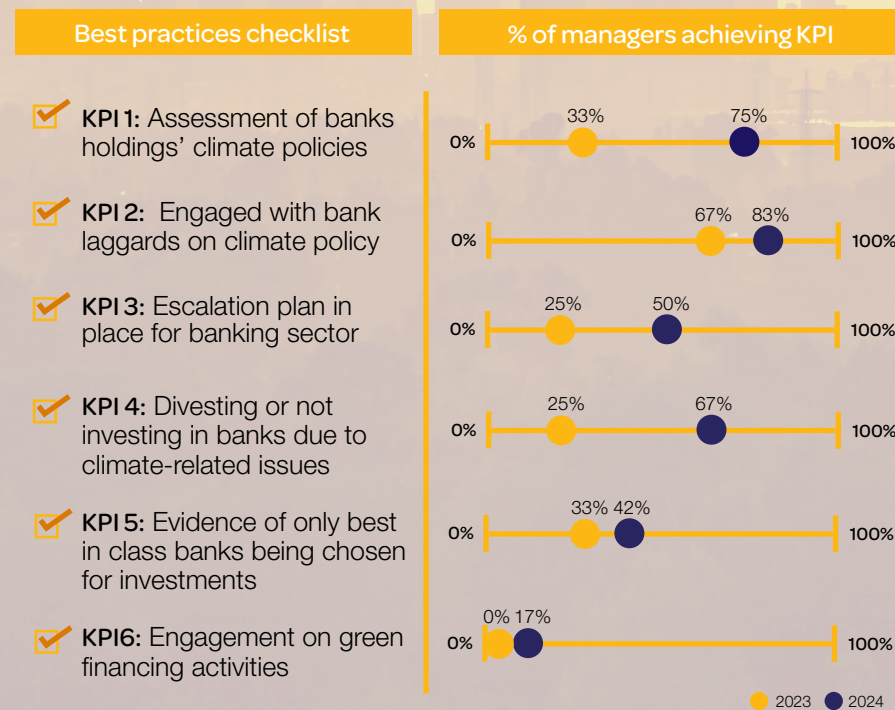 Best practices checklist
% of managers achieving KPI
KPI 1: Assessment of banks
holdings' climate policies
33% 75%
0% 100%
KPI 2: Engaged with bank
laggards on climate policy
67% 83%
0% 100%
KPI 3: Escalation plan in
place for banking sector
25% 50%
0% 100%
KPI 4: Divesting or not
investing in banks due to
climate-related issues
25% 67%
0% 100%
KPI 5: Evidence of only best
in class banks being chosen
for investments
33% 42%
0% 100%
KPI6: Engagement on green
financing activities
0% 17%
0% 100%
2023 2024